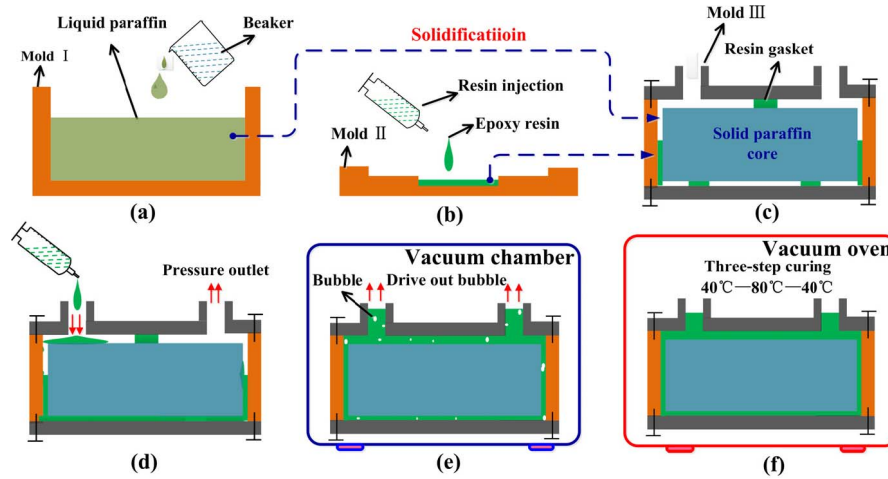 Liquid paraffin
Beaker
Mold I
(a)
Solidificatiioin
Resin injection
Epoxy resin
Mold II
(b)
Mold III
Resin gasket
Solid paraffin
core
(c)
Pressure outlet
(d)
Vacuum chamber
Bubble
Drive out bubble
(e)
Vacuum oven
Three-step curing
40℃—80℃—40℃
(f)